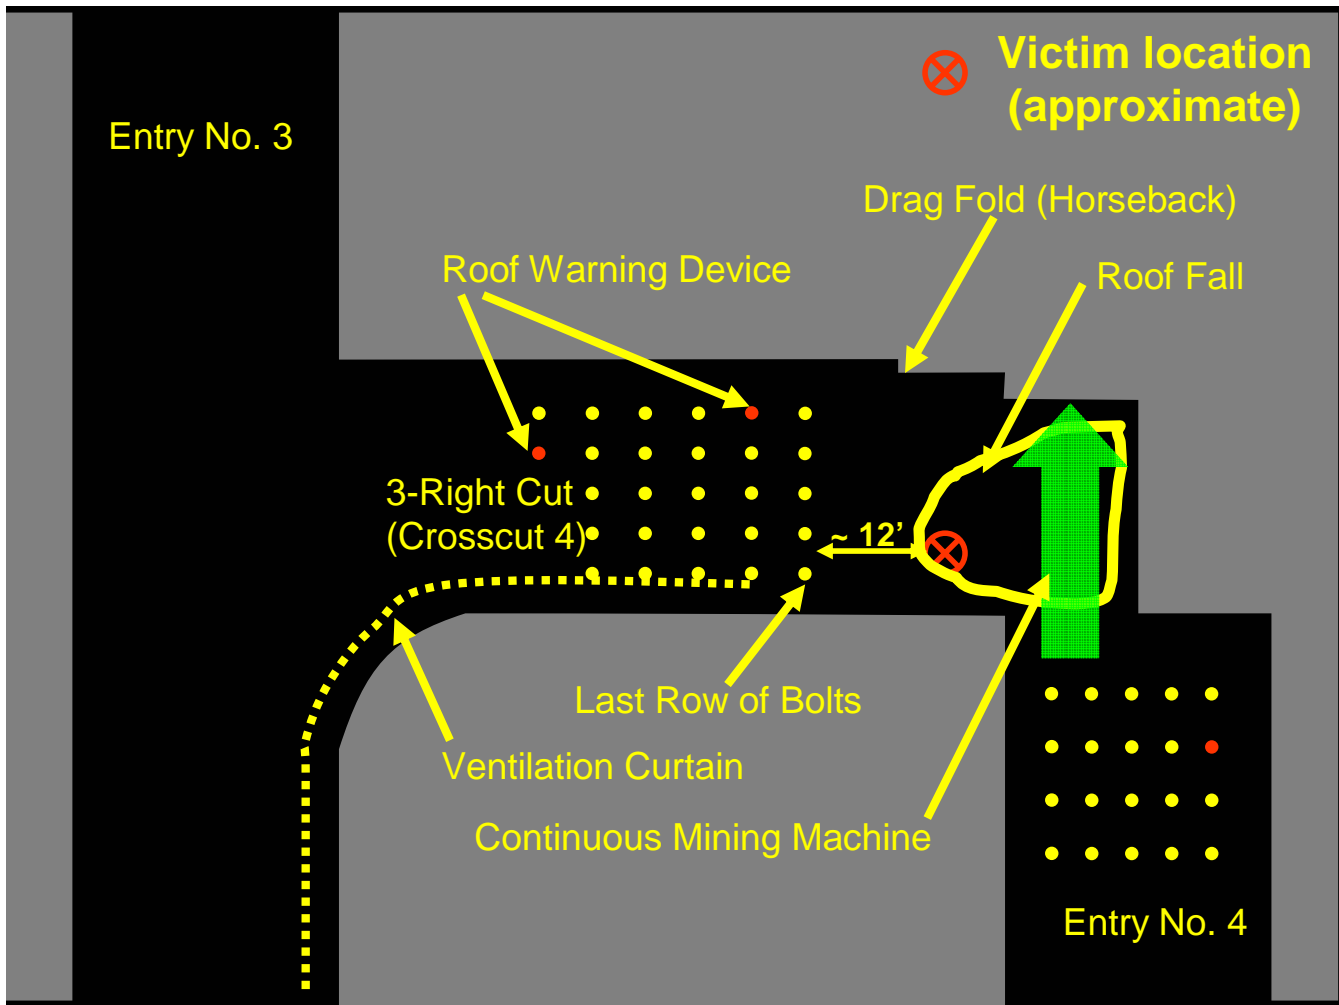 Victim location
(approximate)
Entry No. 3
Drag Fold (Horseback)
Roof Warning Device
Roof Fall
3-Right Cut
(Crosscut 4)
~ 12’
Last Row of Bolts
Ventilation Curtain
Continuous Mining Machine
Entry No. 4